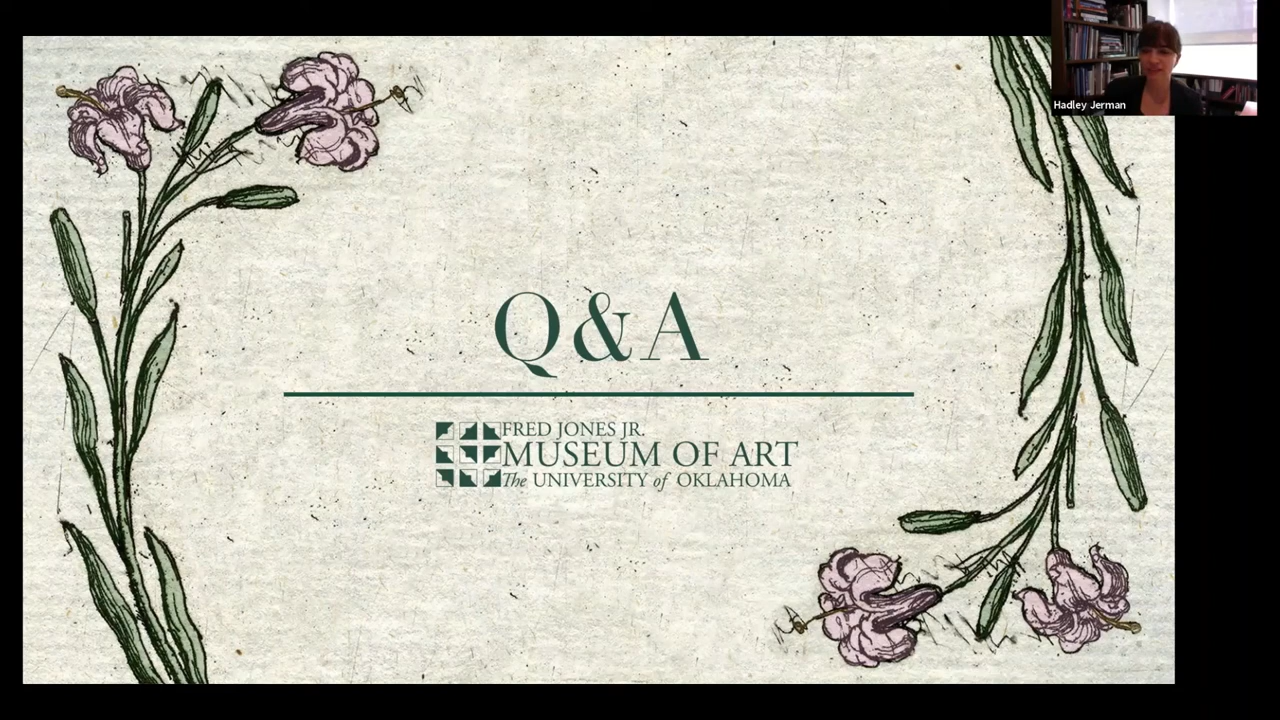 Hadley Jerman
Q&A
FRED JONES JR.
MUSEUM OF ART
The UNIVERSITY of OKLAHOMA